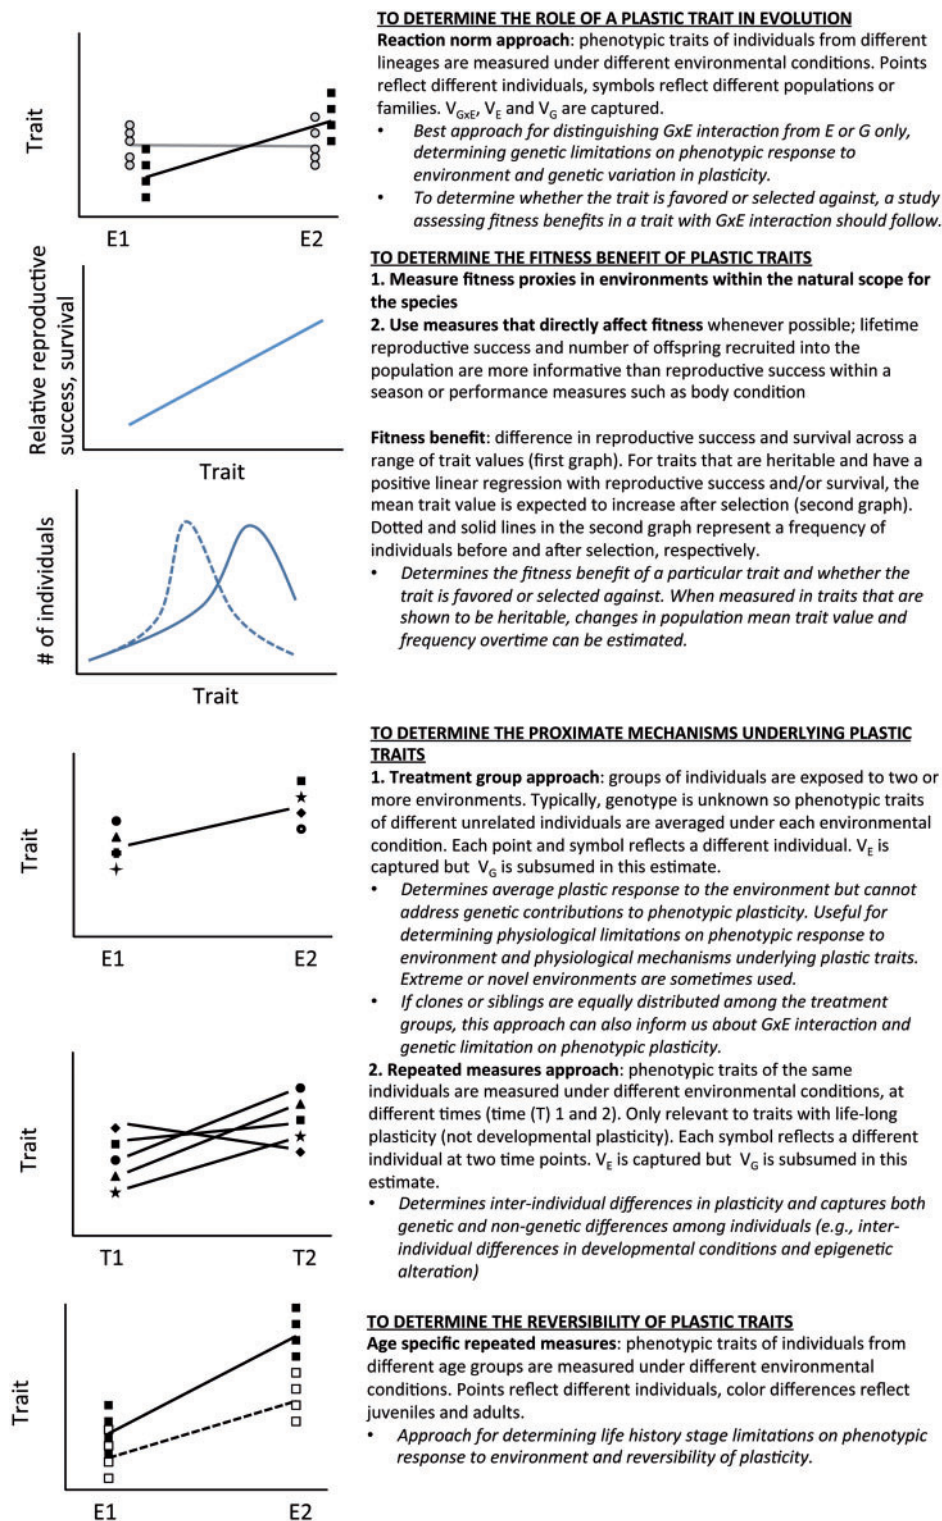 TO DETERMINE THE ROLE OF A PLASTIC TRAIT IN EVOLUTION
Reaction norm approach: phenotypic traits of individuals from different
lineages are measured under different environmental conditions. Points
reflect different individuals, symbols reflect different populations or
families. VGxE, VE and VG are captured.
• Best approach for distinguishing GxE interaction from E or G only,
determining genetic limitations on phenotypic response to
environment and genetic variation in plasticity.
• To determine whether the trait is favored or selected against, a study
assessing fitness benefits in a trait with GxE interaction should follow.
Trait
E1 E2
TO DETERMINE THE FITNESS BENEFIT OF PLASTIC TRAITS
1. Measure fitness proxies in environments within the natural scope for
the species
2. Use measures that directly affect fitness whenever possible; lifetime
reproductive success and number of offspring recruited into the
population are more informative than reproductive success within a
season or performance measures such as body condition
Relative reproductive
success, survival
Trait
Fitness benefit: difference in reproductive success and survival across a
range of trait values (first graph). For traits that are heritable and have a
positive linear regression with reproductive success and/or survival, the
mean trait value is expected to increase after selection (second graph).
Dotted and solid lines in the second graph represent a frequency of
individuals before and after selection, respectively.
• Determines the fitness benefit of a particular trait and whether the
trait is favored or selected against. When measured in traits that are
shown to be heritable, changes in population mean trait value and
frequency overtime can be estimated.
# of individuals
Trait
TO DETERMINE THE PROXIMATE MECHANISMS UNDERLYING PLASTIC
TRAITS
1. Treatment group approach: groups of individuals are exposed to two or
more environments. Typically, genotype is unknown so phenotypic traits
of different unrelated individuals are averaged under each environmental
condition. Each point and symbol reflects a different individual. VE is
captured but VG is subsumed in this estimate.
• Determines average plastic response to the environment but cannot
address genetic contributions to phenotypic plasticity. Useful for
determining physiological limitations on phenotypic response to
environment and physiological mechanisms underlying plastic traits.
Extreme or novel environments are sometimes used.
• If clones or siblings are equally distributed among the treatment
groups, this approach can also inform us about GxE interaction and
genetic limitation on phenotypic plasticity.
Trait
E1 E2
2. Repeated measures approach: phenotypic traits of the same
individuals are measured under different environmental conditions, at
different times (time (T) 1 and 2). Only relevant to traits with life-long
plasticity (not developmental plasticity). Each symbol reflects a different
individual at two time points. VE is captured but VG is subsumed in this
estimate.
• Determines inter-individual differences in plasticity and captures both
genetic and non-genetic differences among individuals (e.g., inter-
individual differences in developmental conditions and epigenetic
alteration)
Trait
T1 T2
TO DETERMINE THE REVERSIBILITY OF PLASTIC TRAITS
Age specific repeated measures: phenotypic traits of individuals from
different age groups are measured under different environmental
conditions. Points reflect different individuals, color differences reflect
juveniles and adults.
• Approach for determining life history stage limitations on phenotypic
response to environment and reversibility of plasticity.
Trait
E1 E2